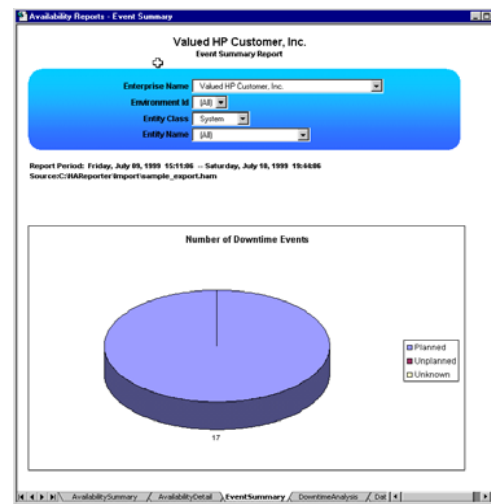 Availability Reports - Event Summary
Valued HP Customer, Inc.
Event Summary Report
Enterprise Name Valued HP Customer, Inc.
Environment Id (All)
Entity Class System
Entity Name (All)
Report Period: Friday, July 09, 1999 15:11:06 -- Saturday, July 10, 1999 19:44:06
Source:C:\HAReporter\Import\sample_export.ham
Number of Downtime Events
Planned
Unplanned
Unknown
17
AvailabilitySummary AvailabilityDetail EventSummary DowntimeAnalysis Dat